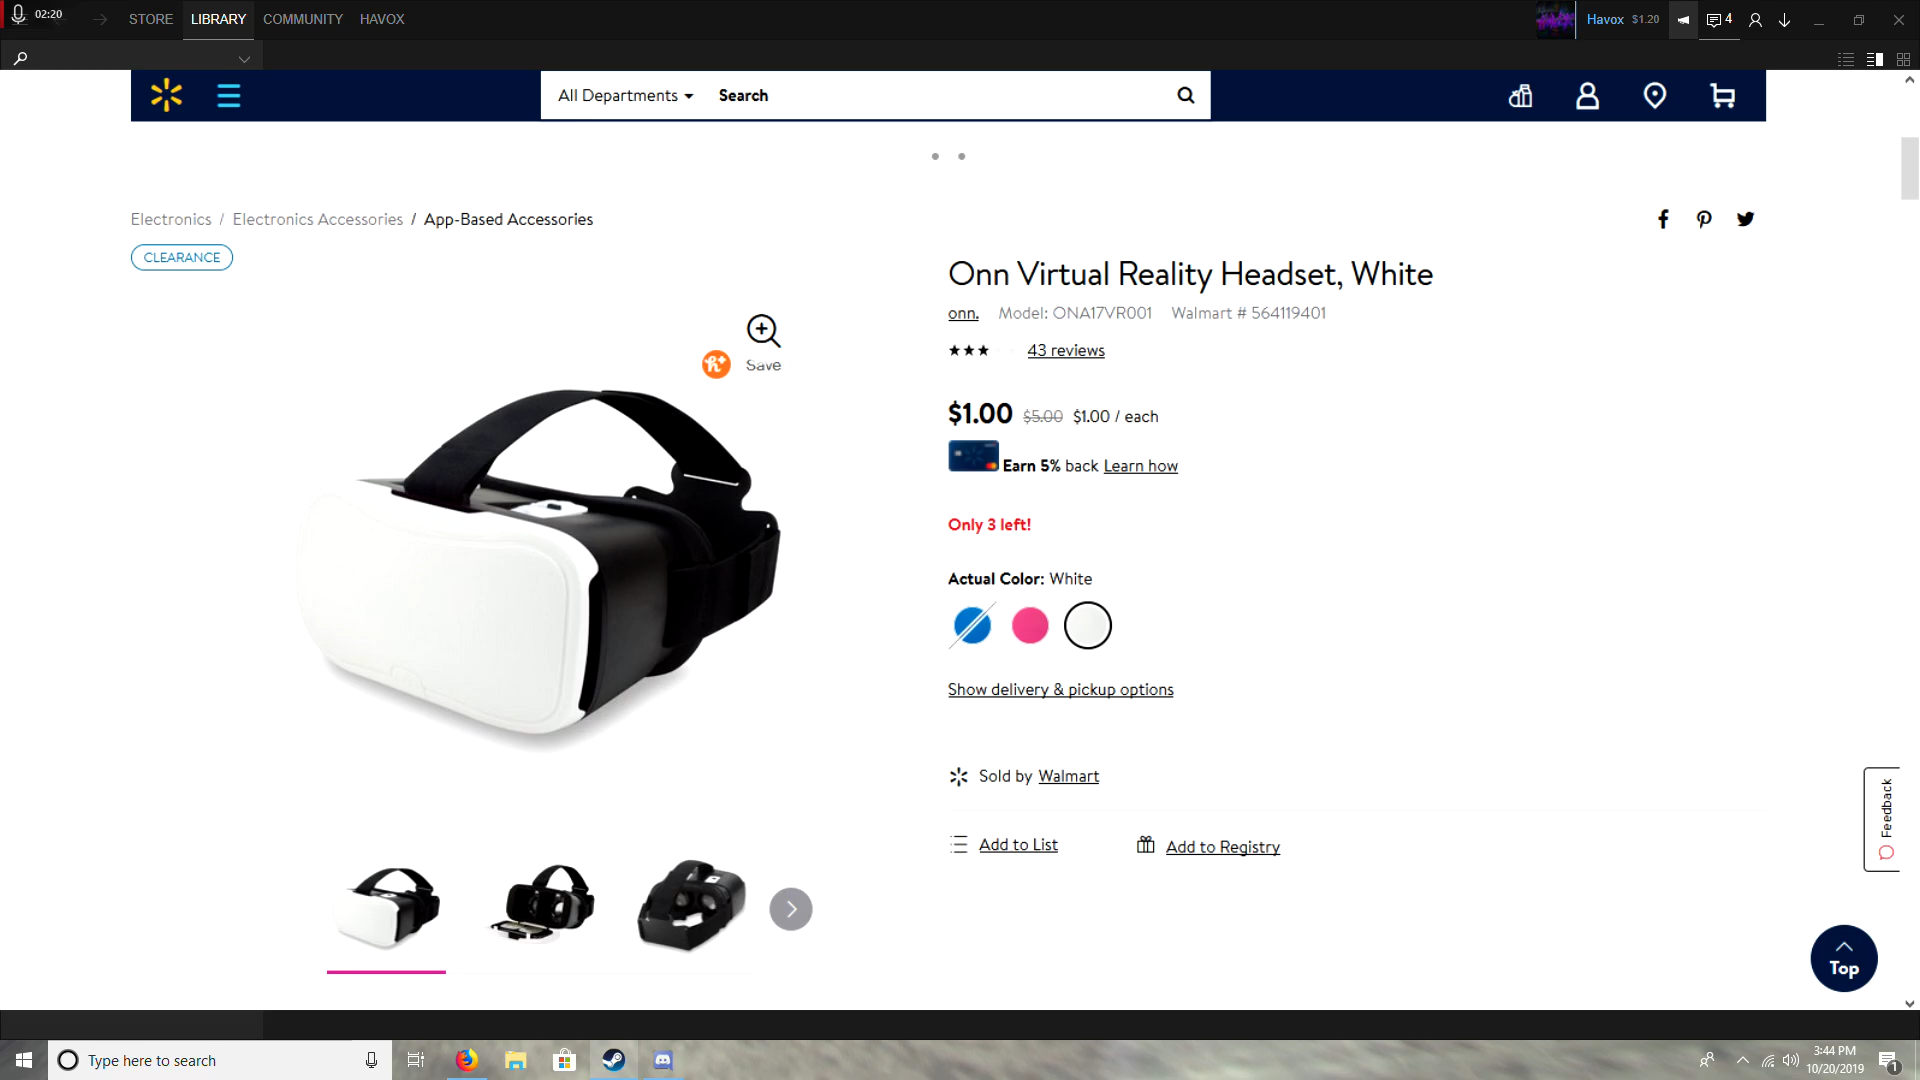 02:20
STORE LIBRARY COMMUNITY HAVOX
Havox $1.20 4
All Departments Search
Electronics / Electronics Accessories / App-Based Accessories
CLEARANCE
Onn Virtual Reality Headset, White
onn. Model: ONA17VR001 Walmart # 564119401
43 reviews
Save
$1.00 $5.00 $1.00 / each
Earn 5% back Learn how
Only 3 left!
Actual Color: White
Show delivery & pickup options
Sold by Walmart
Feedback
Add to List Add to Registry
Top
Type here to search
3:44 PM
10/20/2019
1